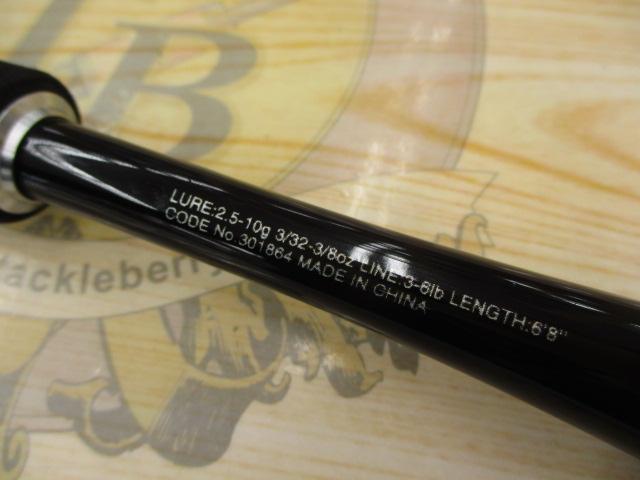 LURE:2.5-10g 3/32-3/8oz LINE:3-6lb LENGTH:6'8"
CODE No.301864 MADE IN CHINA
B
tackleberry